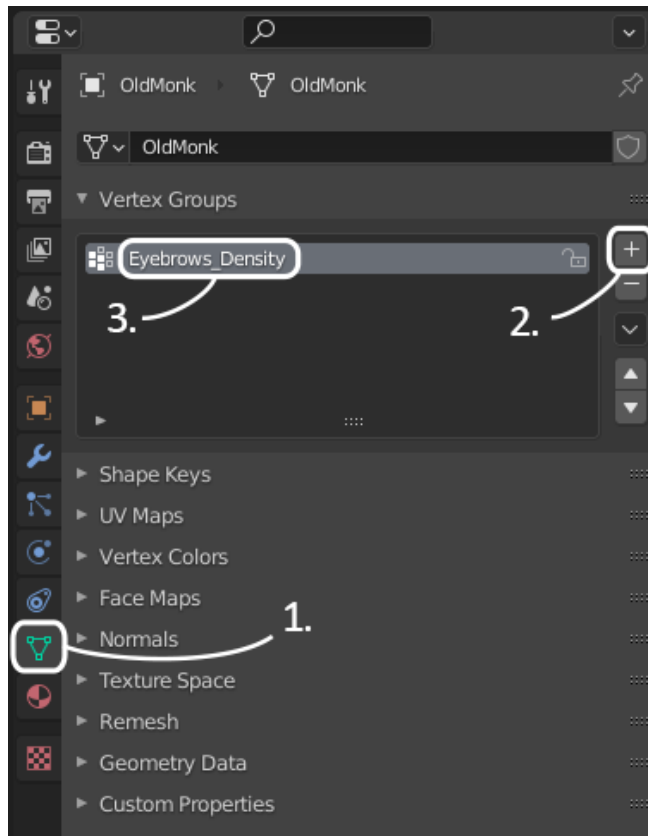 OldMonk OldMonk
OldMonk
Vertex Groups
Eyebrows_Density
3.
2.
Shape Keys
UV Maps
Vertex Colors
Face Maps
1.
Normals
Texture Space
Remesh
Geometry Data
Custom Properties